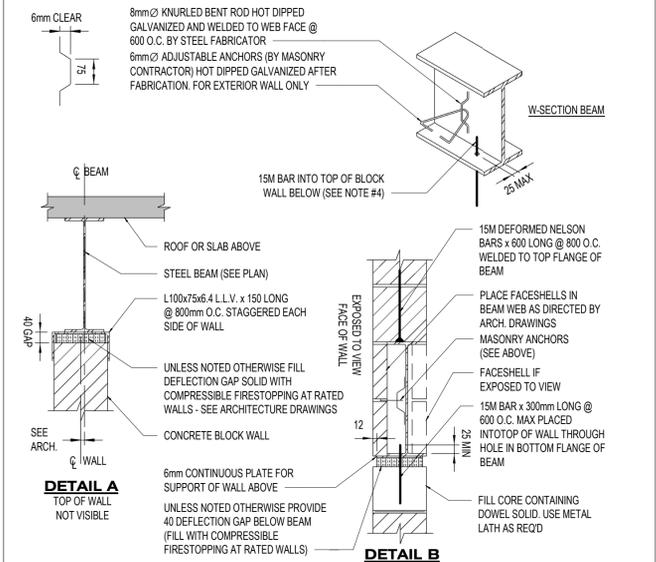 6mm CLEAR
75
8mmØ KNURLED BENT ROD HOT DIPPED
GALVANIZED AND WELDED TO WEB FACE @
600 O.C. BY STEEL FABRICATOR
6mmØ ADJUSTABLE ANCHORS (BY MASONRY
CONTRACTOR) HOT DIPPED GALVANIZED AFTER
FABRICATION. FOR EXTERIOR WALL ONLY
W-SECTION BEAM
25 MAX
15M BAR INTO TOP OF BLOCK
WALL BELOW (SEE NOTE #4)
℄ BEAM
ROOF OR SLAB ABOVE
STEEL BEAM (SEE PLAN)
L100x75x6.4 L.L.V. x 150 LONG
@ 800mm O.C. STAGGERED EACH
SIDE OF WALL
40 GAP
UNLESS NOTED OTHERWISE FILL
DEFLECTION GAP SOLID WITH
COMPRESSIBLE FIRESTOPPING AT RATED
WALLS - SEE ARCHITECTURE DRAWINGS
CONCRETE BLOCK WALL
SEE
ARCH.
℄ WALL
DETAIL A
TOP OF WALL
NOT VISIBLE
6mm CONTINUOUS PLATE FOR
SUPPORT OF WALL ABOVE
UNLESS NOTED OTHERWISE PROVIDE
40 DEFLECTION GAP BELOW BEAM
(FILL WITH COMPRESSIBLE
FIRESTOPPING AT RATED WALLS)
EXPOSED TO VIEW
FACE OF WALL
12
25 MIN
15M DEFORMED NELSON
BARS x 600 LONG @ 800 O.C.
WELDED TO TOP FLANGE OF
BEAM
PLACE FACESHELLS IN
BEAM WEB AS DIRECTED BY
ARCH. DRAWINGS
MASONRY ANCHORS
(SEE ABOVE)
FACESHELL IF
EXPOSED TO VIEW
15M BAR x 300mm LONG @
600 O.C. MAX PLACED
INTOTOP OF WALL THROUGH
HOLE IN BOTTOM FLANGE OF
BEAM
FILL CORE CONTAINING
DOWEL SOLID. USE METAL
LATH AS REQ'D
DETAIL B